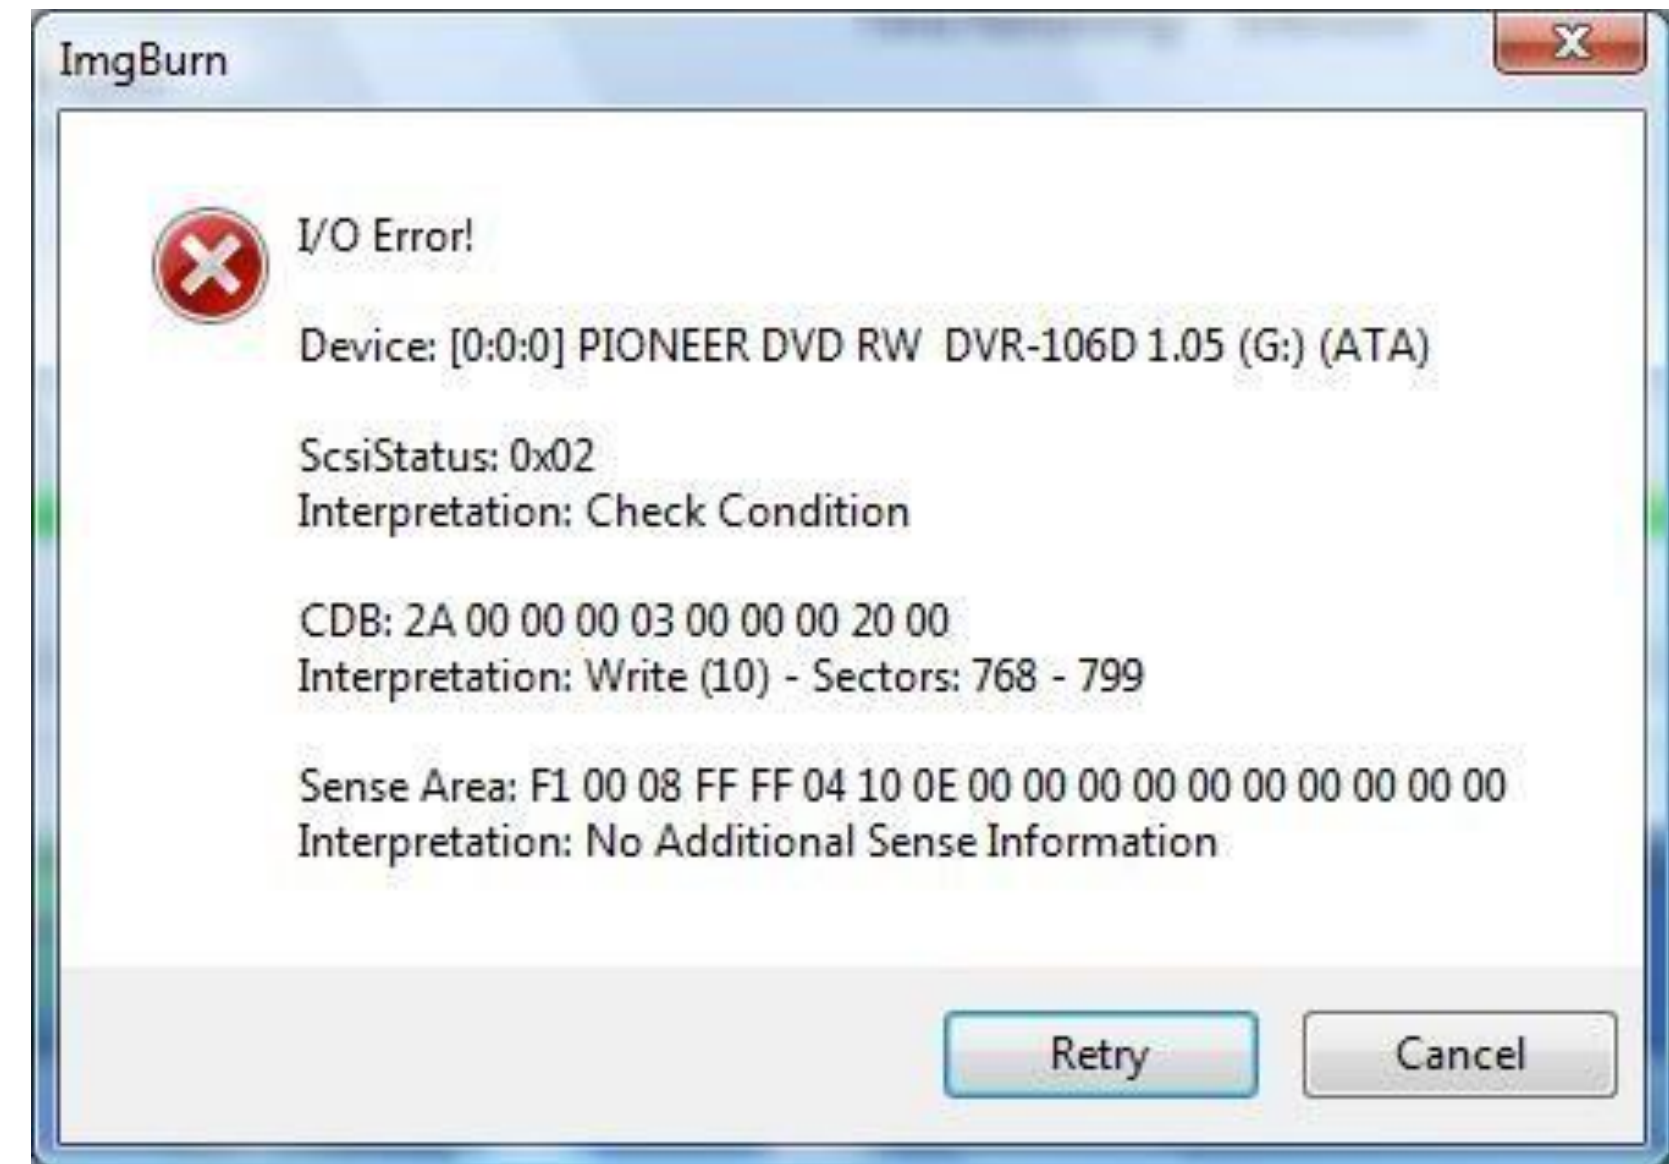 ImgBurn
I/O Error!
Device: [0:0:0] PIONEER DVD RW DVR-106D 1.05 (G:) (ATA)
ScsiStatus: 0x02
Interpretation: Check Condition
CDB: 2A 00 00 00 03 00 00 00 20 00
Interpretation: Write (10) - Sectors: 768 - 799
Sense Area: F1 00 08 FF FF 04 10 0E 00 00 00 00 00 00 00 00 00 00
Interpretation: No Additional Sense Information
Retry Cancel